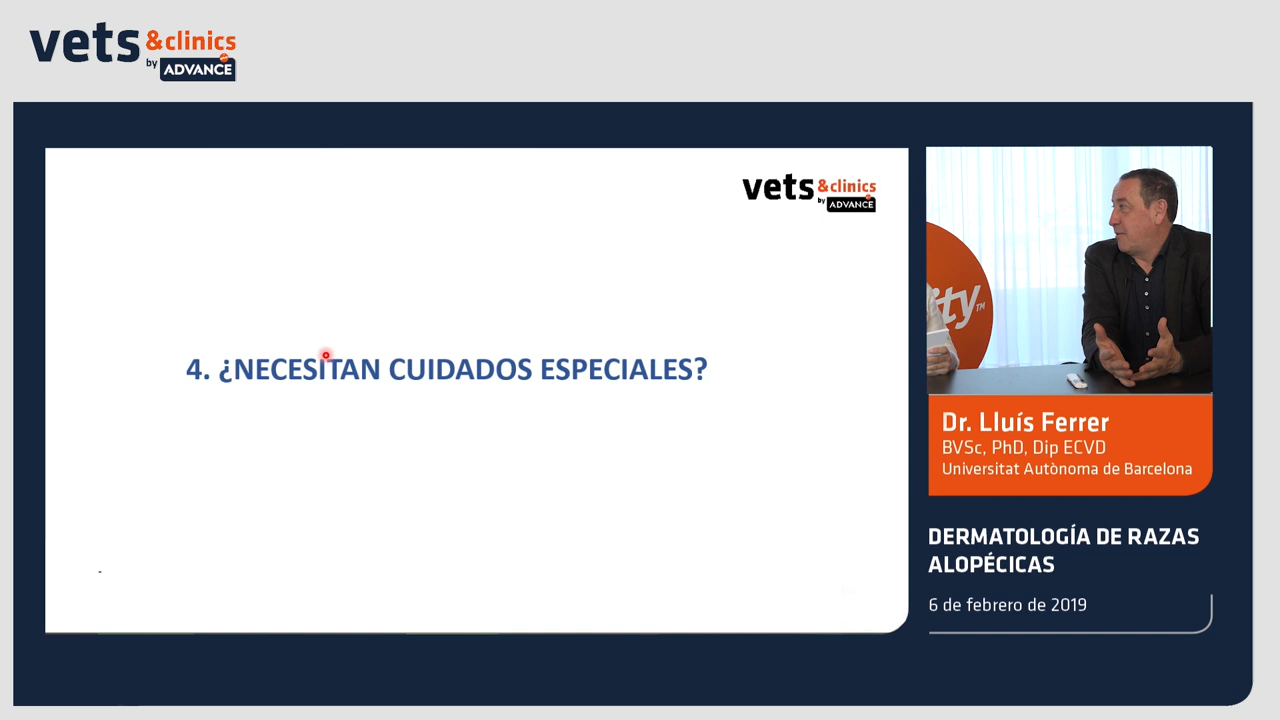 vets &clinics
by ADVANCE
vets &clinics
by ADVANCE
4. ¿NECESITAN CUIDADOS ESPECIALES?
-
ity™
Dr. Lluís Ferrer
BVSc, PhD, Dip ECVD
Universitat Autònoma de Barcelona
DERMATOLOGÍA DE RAZAS
ALOPÉCICAS
6 de febrero de 2019